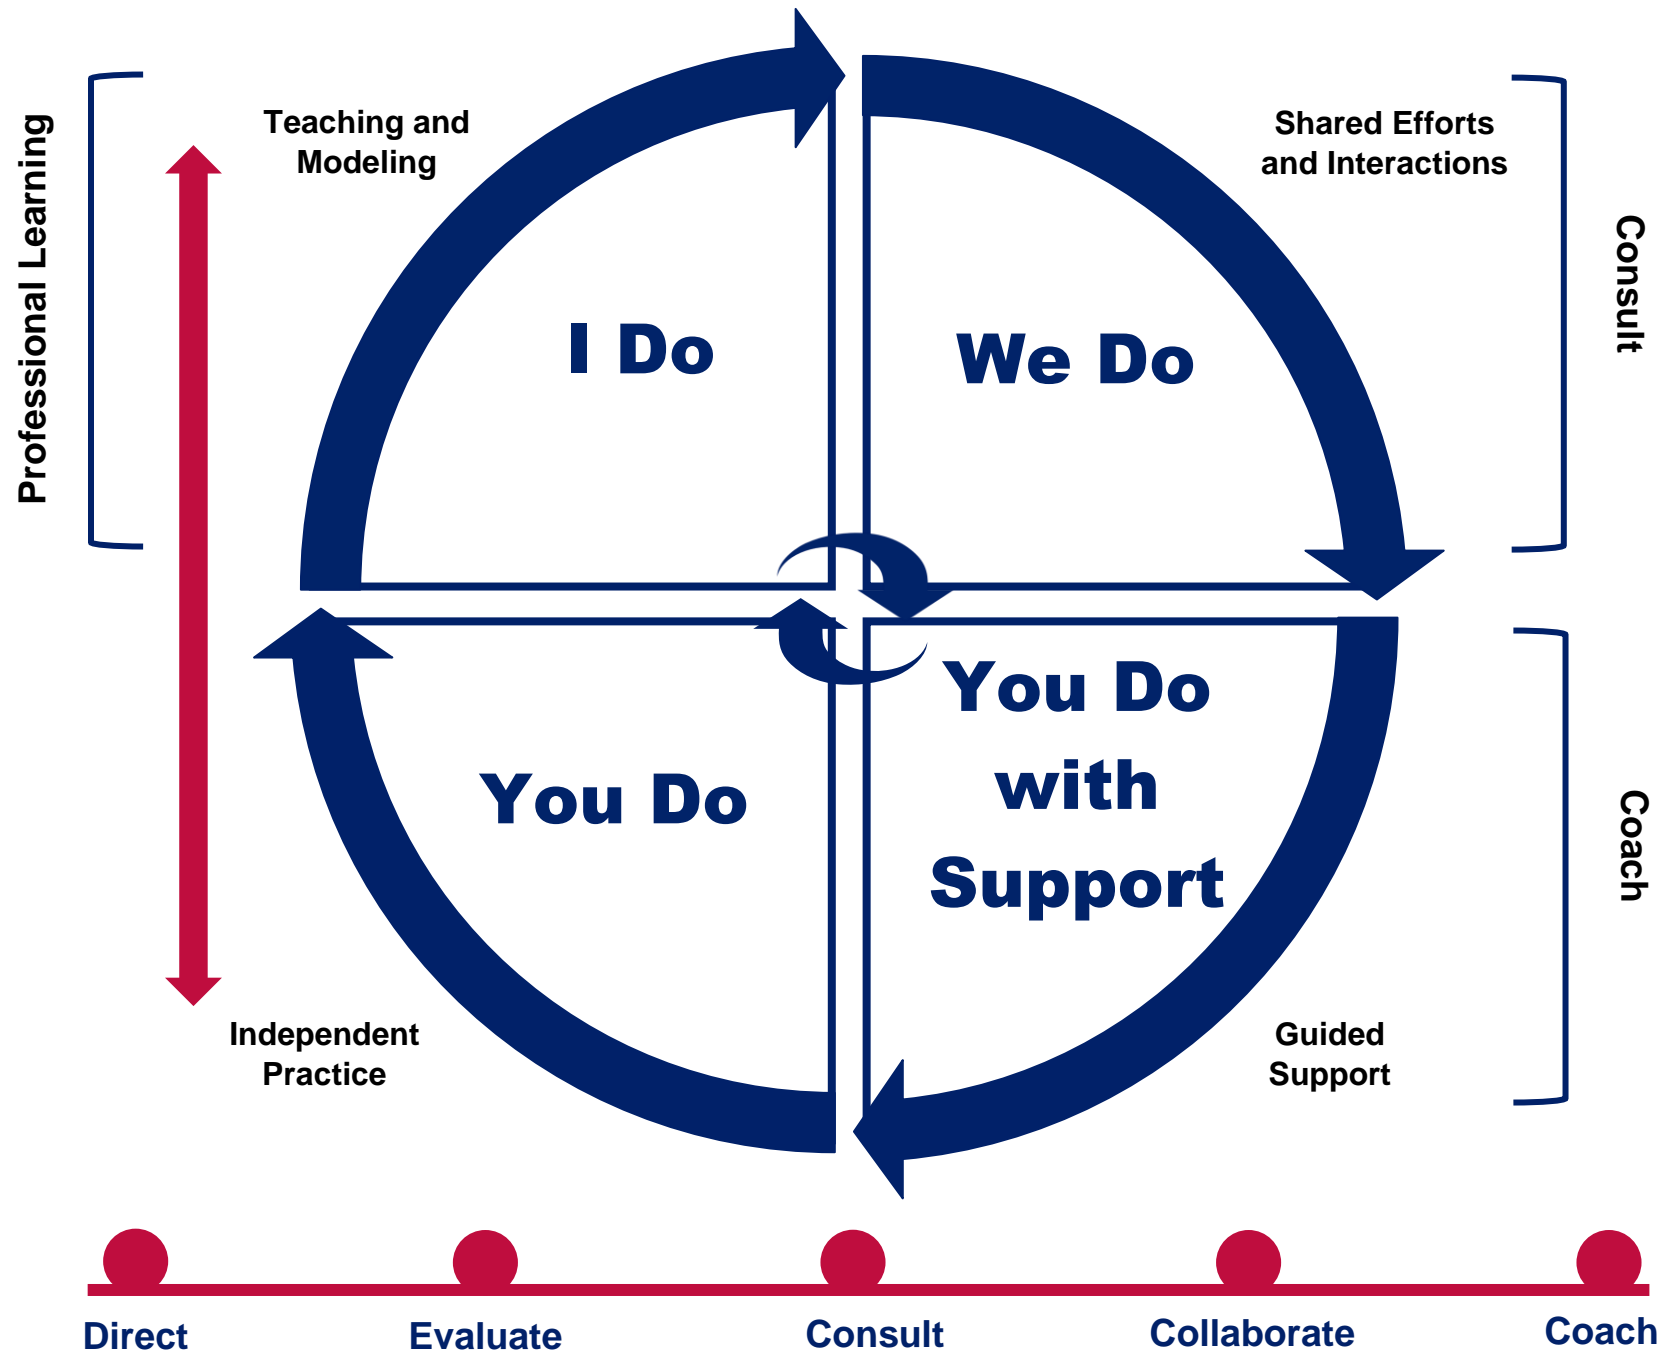 Professional Learning
Teaching and
Modeling
I Do
We Do
Shared Efforts
and Interactions
Consult
You Do
You Do
with
Support
Coach
Independent
Practice
Guided
Support
Direct
Evaluate
Consult
Collaborate
Coach